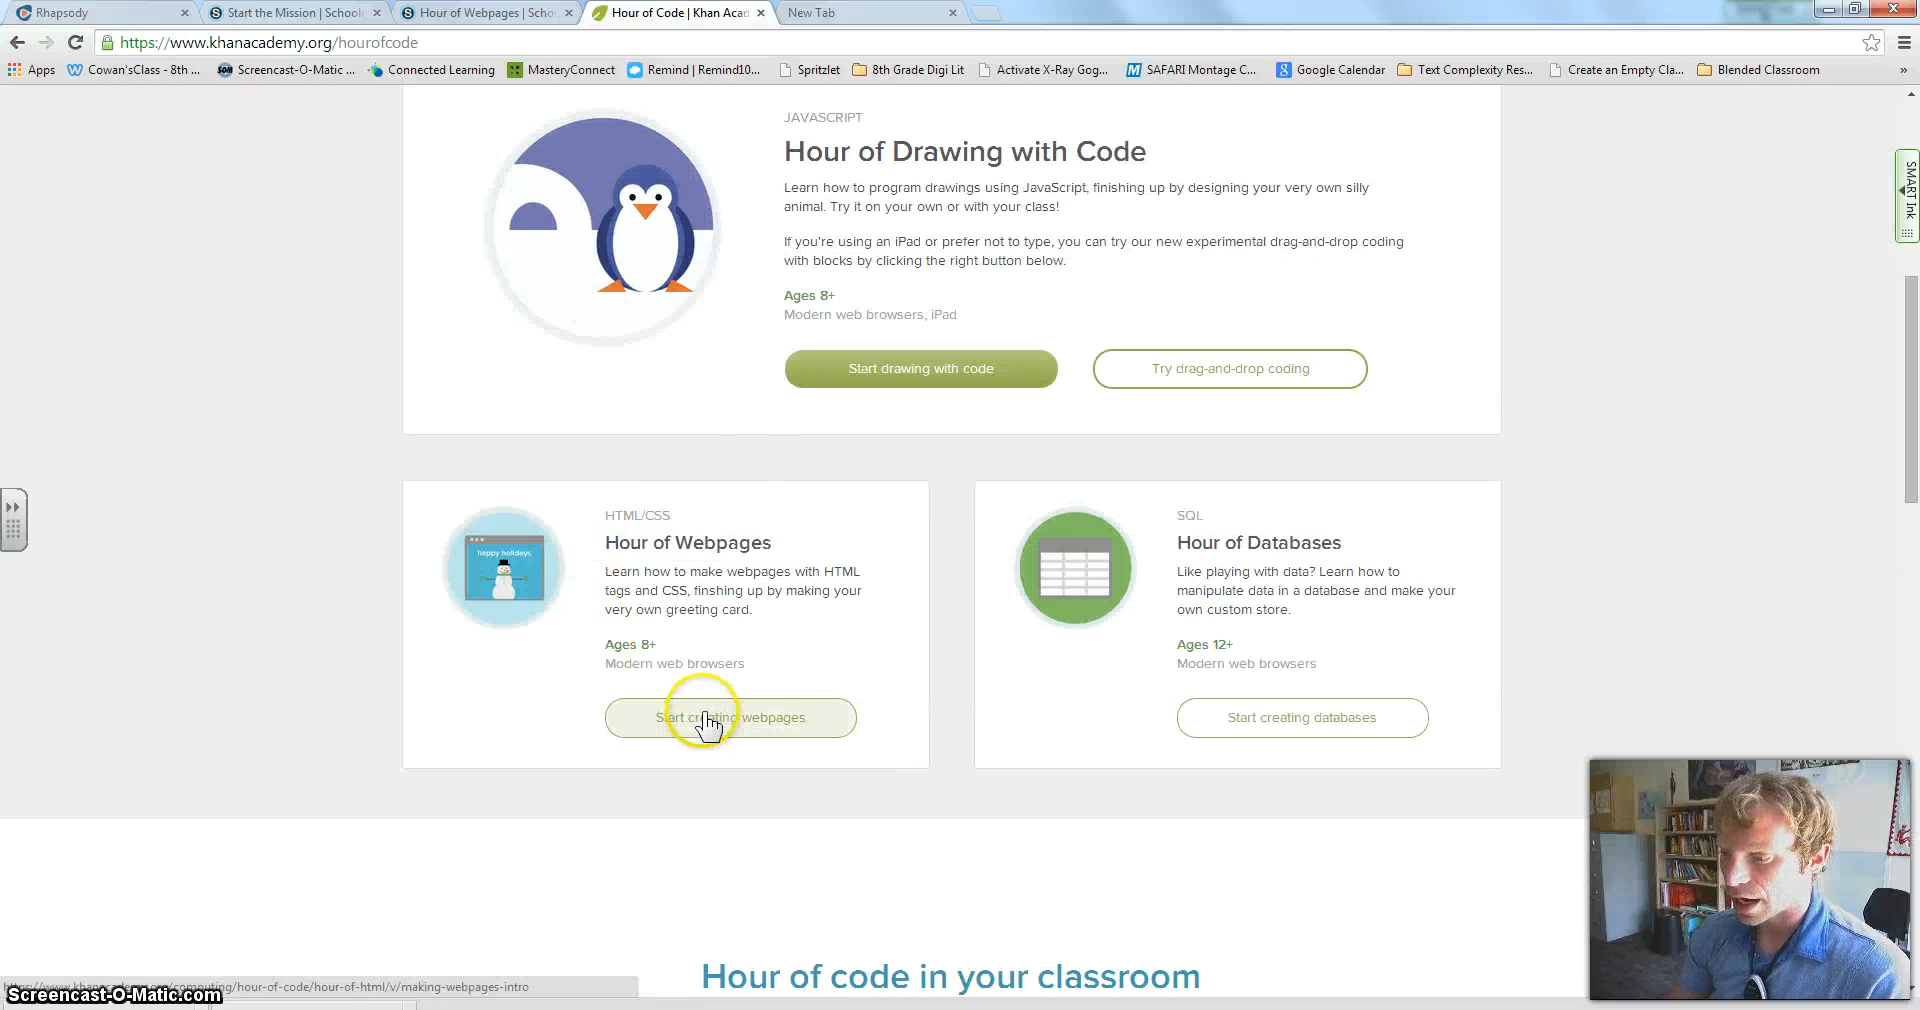 Rhapsody
Start the Mission | School
Hour of Webpages | Scho
Hour of Code | Khan Acad
New Tab
https://www.khanacademy.org/hourofcode
Apps
Cowan'sClass - 8th ...
Screencast-O-Matic ...
Connected Learning
MasteryConnect
Remind | Remind10...
Spritzlet
8th Grade Digi Lit
Activate X-Ray Gog...
SAFARI Montage C...
Google Calendar
Text Complexity Res...
Create an Empty Cla...
Blended Classroom
»
SMART Ink
JAVASCRIPT
Hour of Drawing with Code
Learn how to program drawings using JavaScript, finishing up by designing your very own silly
animal. Try it on your own or with your class!
If you're using an iPad or prefer not to type, you can try our new experimental drag-and-drop coding
with blocks by clicking the right button below.
Ages 8+
Modern web browsers, iPad
Start drawing with code
Try drag-and-drop coding
happy holidays
HTML/CSS
Hour of Webpages
Learn how to make webpages with HTML
tags and CSS, finshing up by making your
very own greeting card.
Ages 8+
Modern web browsers
Start creating webpages
SQL
Hour of Databases
Like playing with data? Learn how to
manipulate data in a database and make your
own custom store.
Ages 12+
Modern web browsers
Start creating databases
Hour of code in your classroom
https://www.khanacademy.org/computing/hour-of-code/hour-of-html/v/making-webpages-intro
Screencast-O-Matic.com